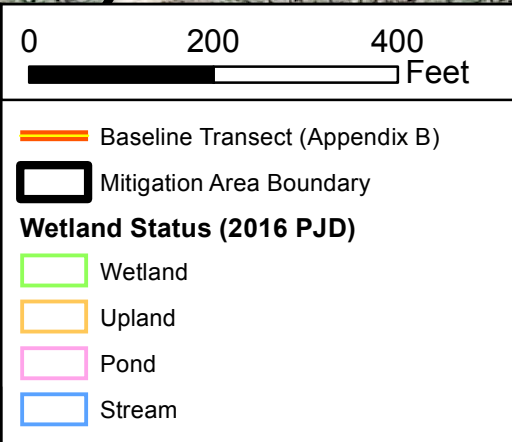 0 200 400
Feet
Baseline Transect (Appendix B)
Mitigation Area Boundary
Wetland Status (2016 PJD)
Wetland
Upland
Pond
Stream